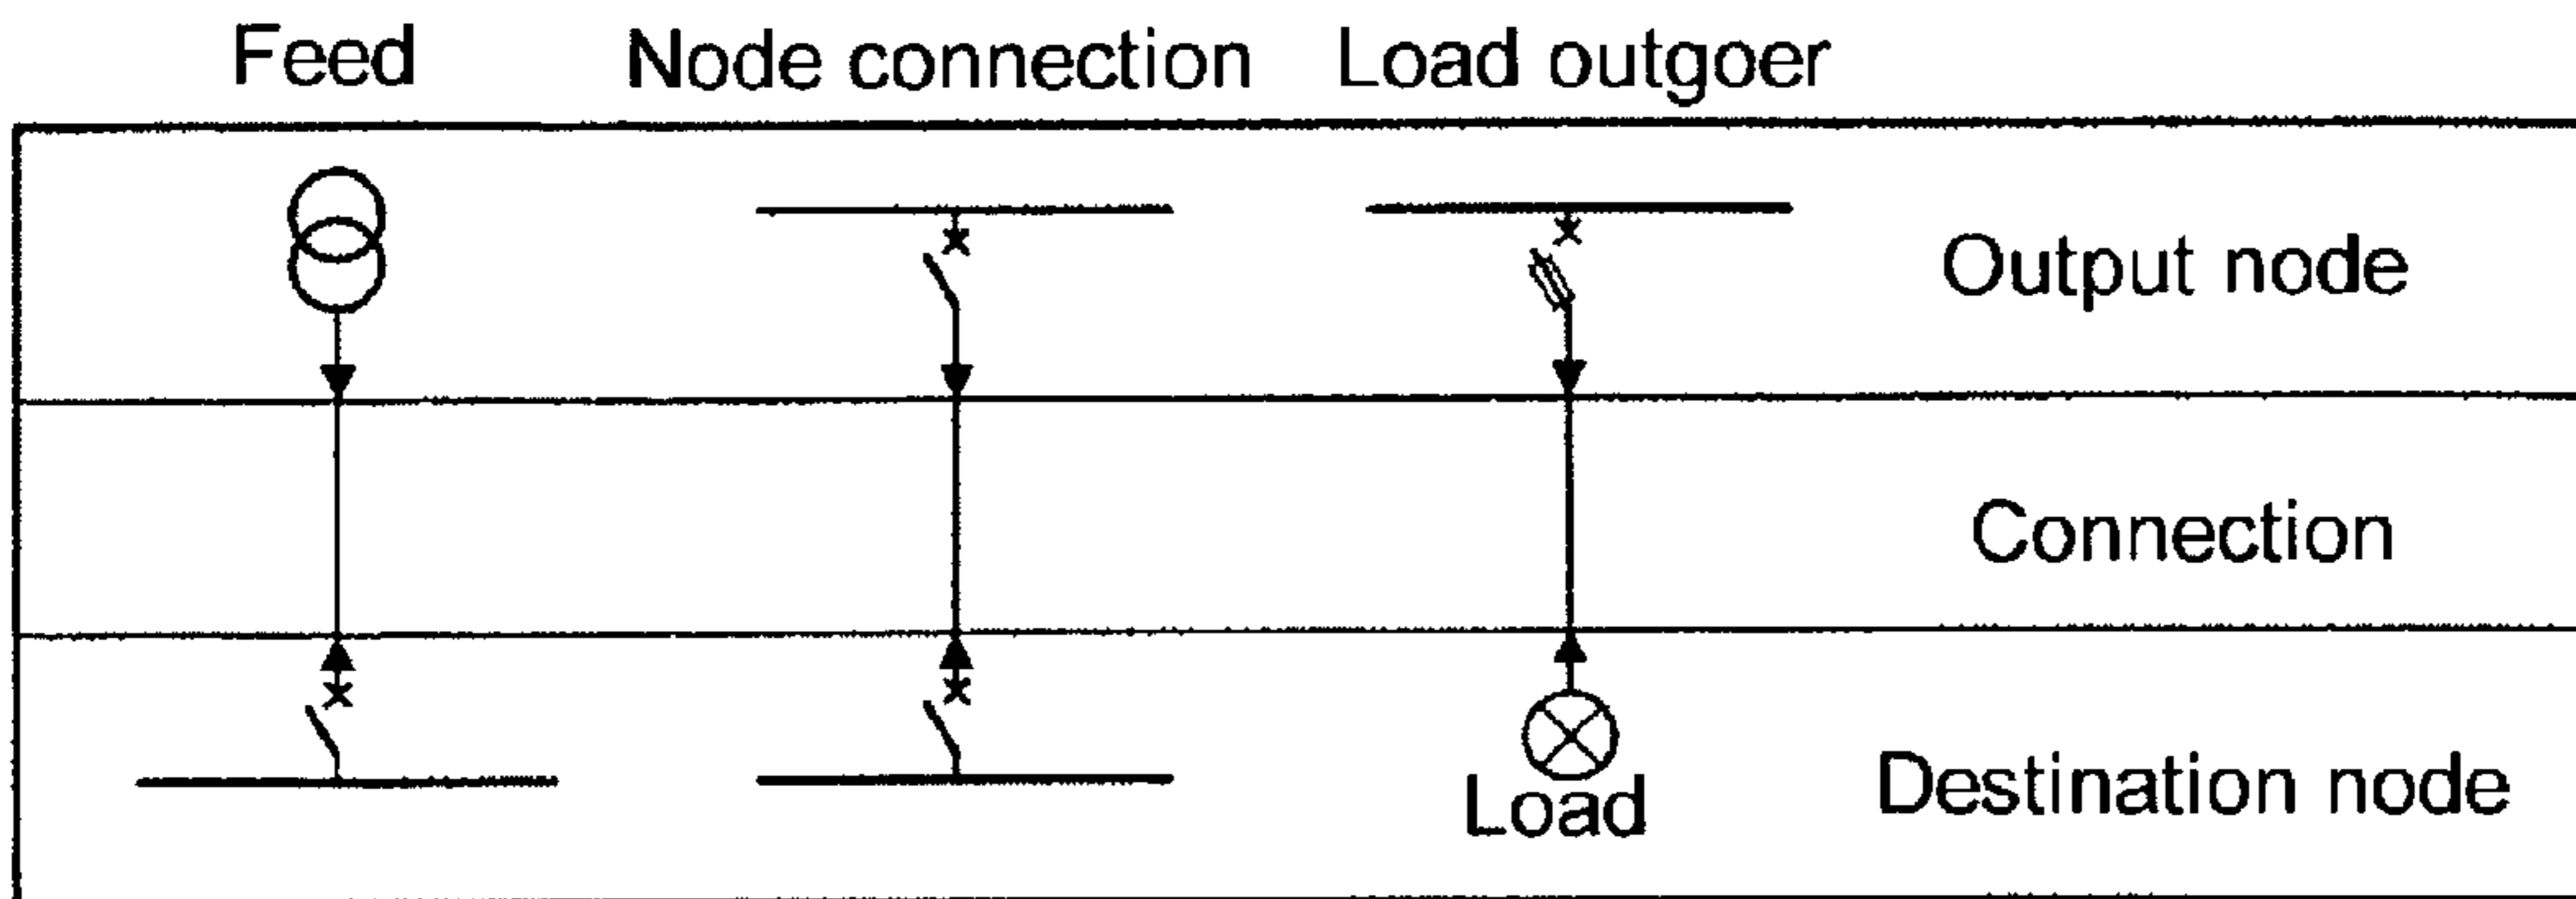 Feed Node connection Load outgoer
Output node
Connection
Destination node
Load